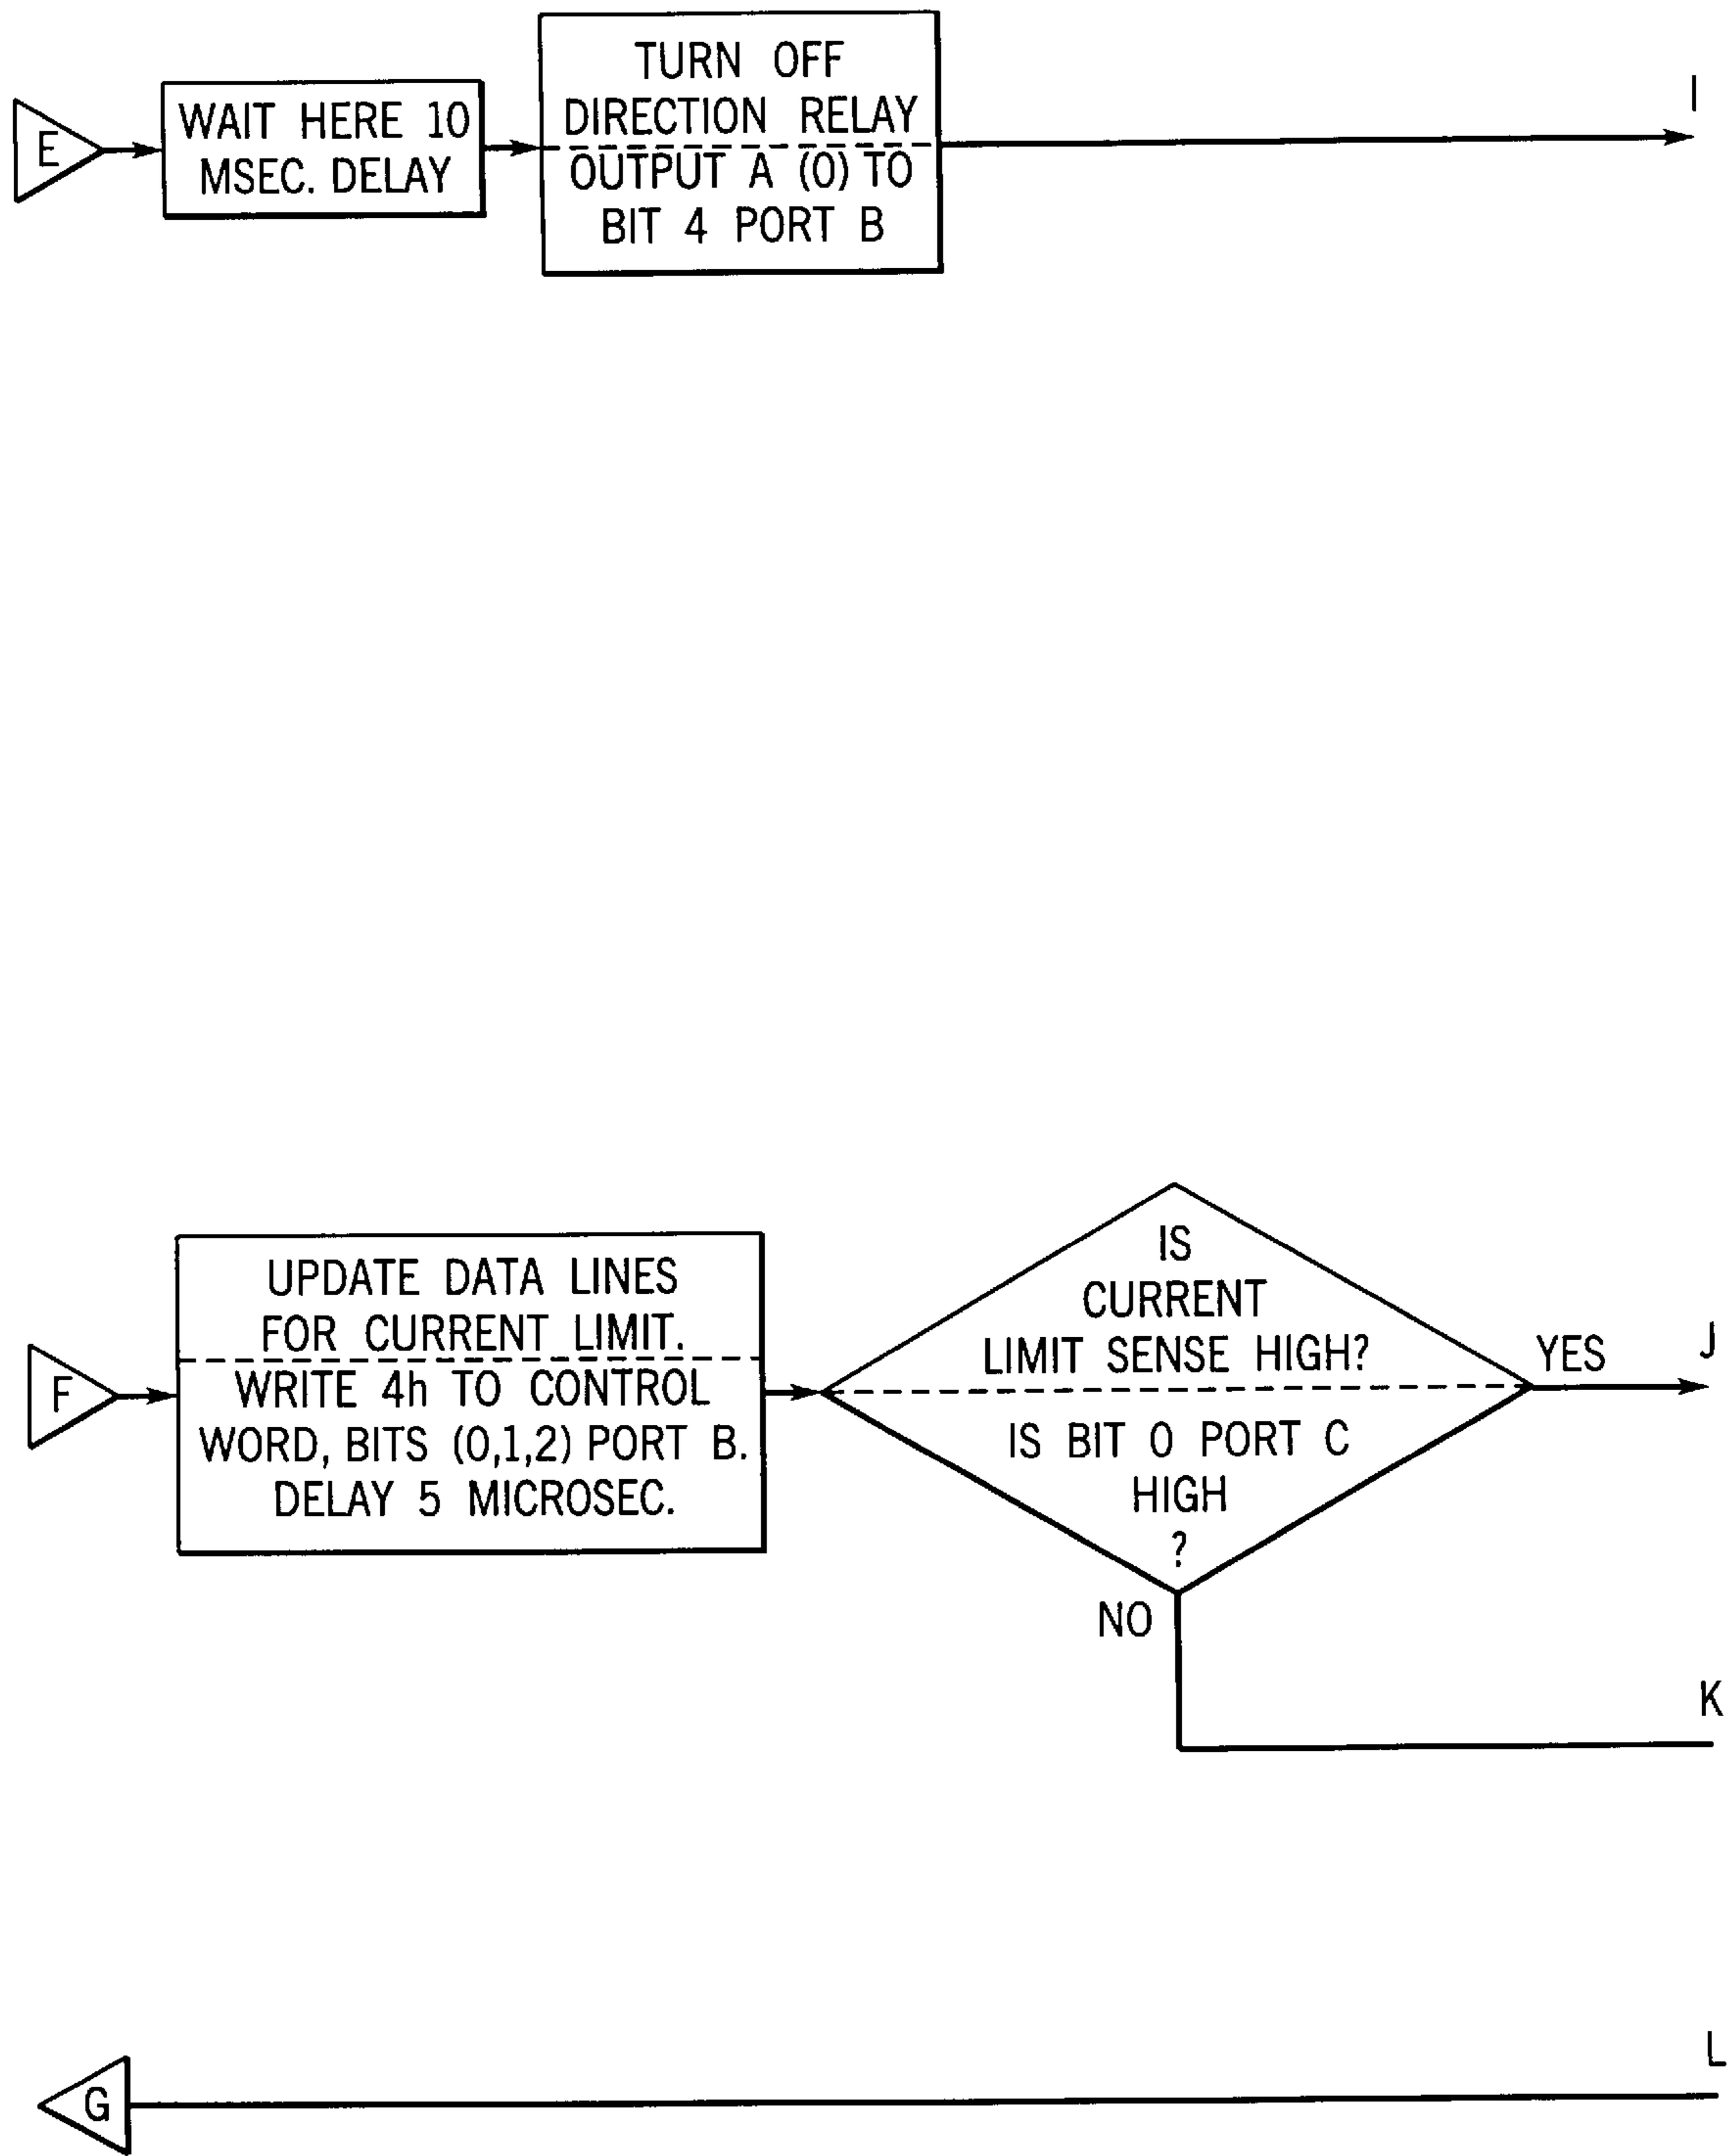 E
WAIT HERE 10
MSEC. DELAY
TURN OFF
DIRECTION RELAY
OUTPUT A (0) TO
BIT 4 PORT B
I
F
UPDATE DATA LINES
FOR CURRENT LIMIT.
WRITE 4h TO CONTROL
WORD, BITS (0,1,2) PORT B.
DELAY 5 MICROSEC.
IS
CURRENT
LIMIT SENSE HIGH?
IS BIT 0 PORT C
HIGH
?
YES
J
NO
K
G
L